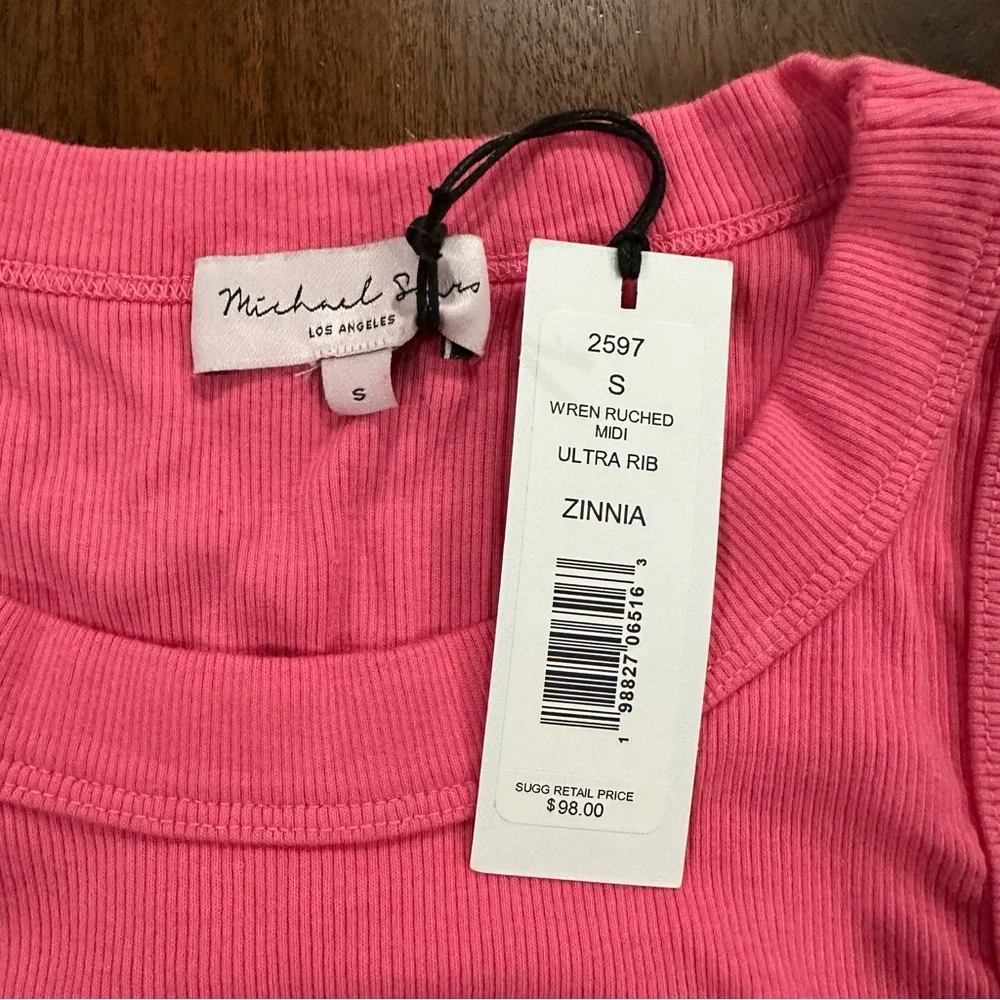 Michael
LOS ANGELES
S
2597
S
WREN RUCHED
MIDI
ULTRA RIB
ZINNIA
1 98827 06516 3
SUGG RETAIL PRICE
$98.00